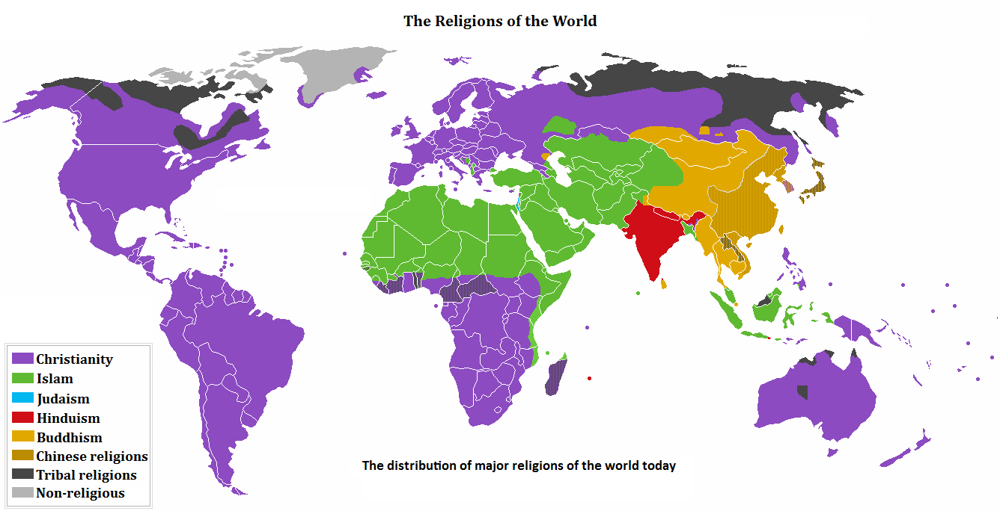 The Religions of the World
Christianity
Islam
Judaism
Hinduism
Buddhism
Chinese religions
Tribal religions
Non-religious
The distribution of major religions of the world today